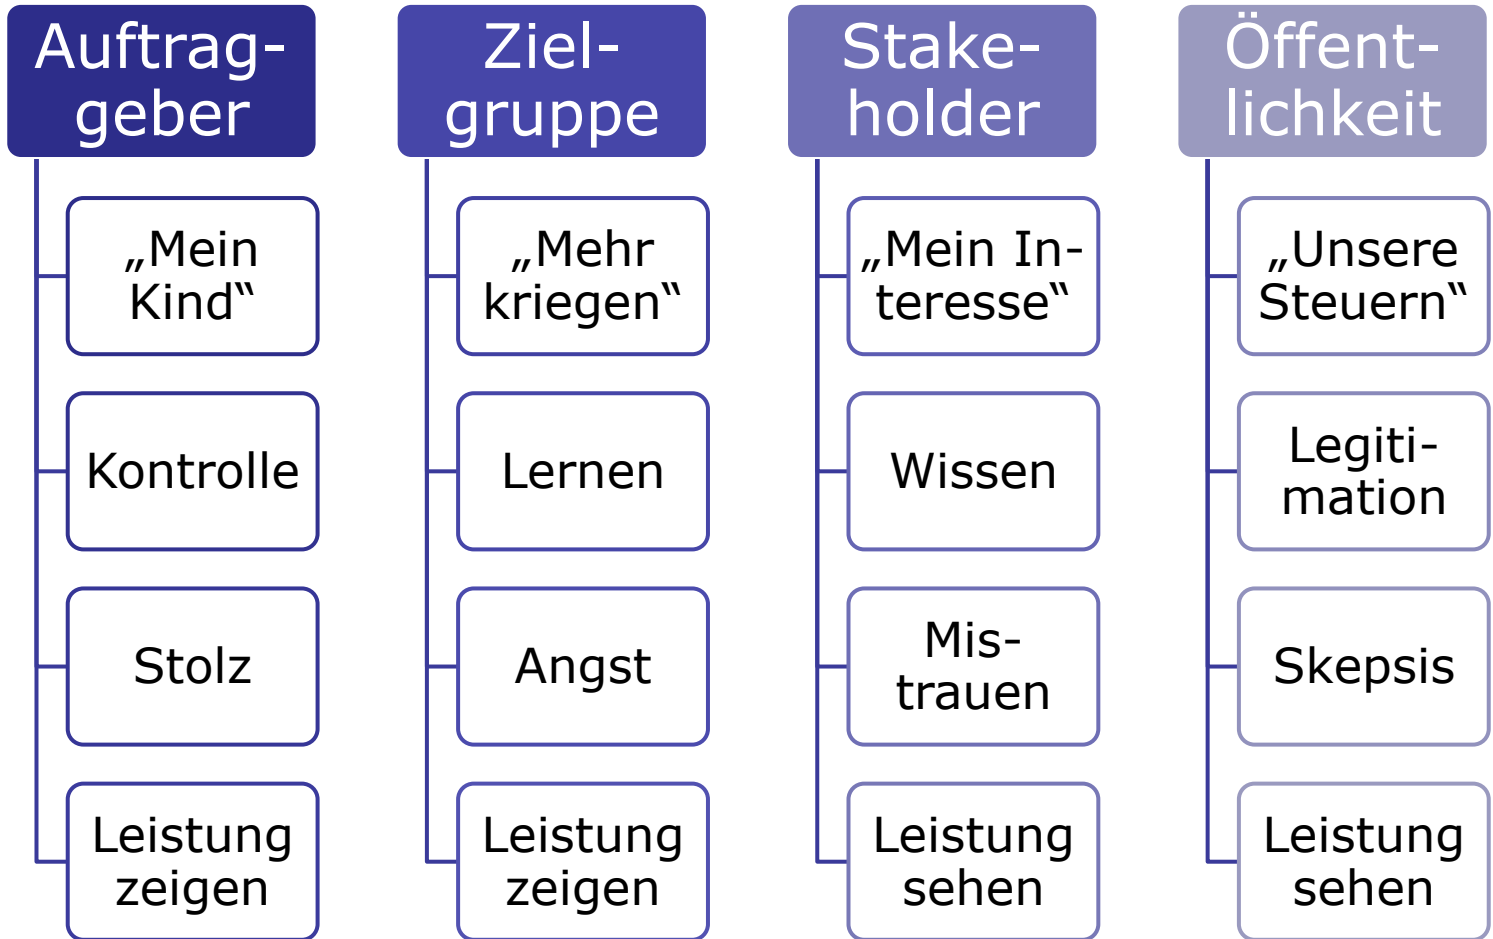 Auftrag-
geber
„Mein
Kind“
Kontrolle
Stolz
Leistung
zeigen
Ziel-
gruppe
„Mehr
kriegen“
Lernen
Angst
Leistung
zeigen
Stake-
holder
„Mein In-
teresse“
Wissen
Mis-
trauen
Leistung
sehen
Öffent-
lichkeit
„Unsere
Steuern“
Legiti-
mation
Skepsis
Leistung
sehen